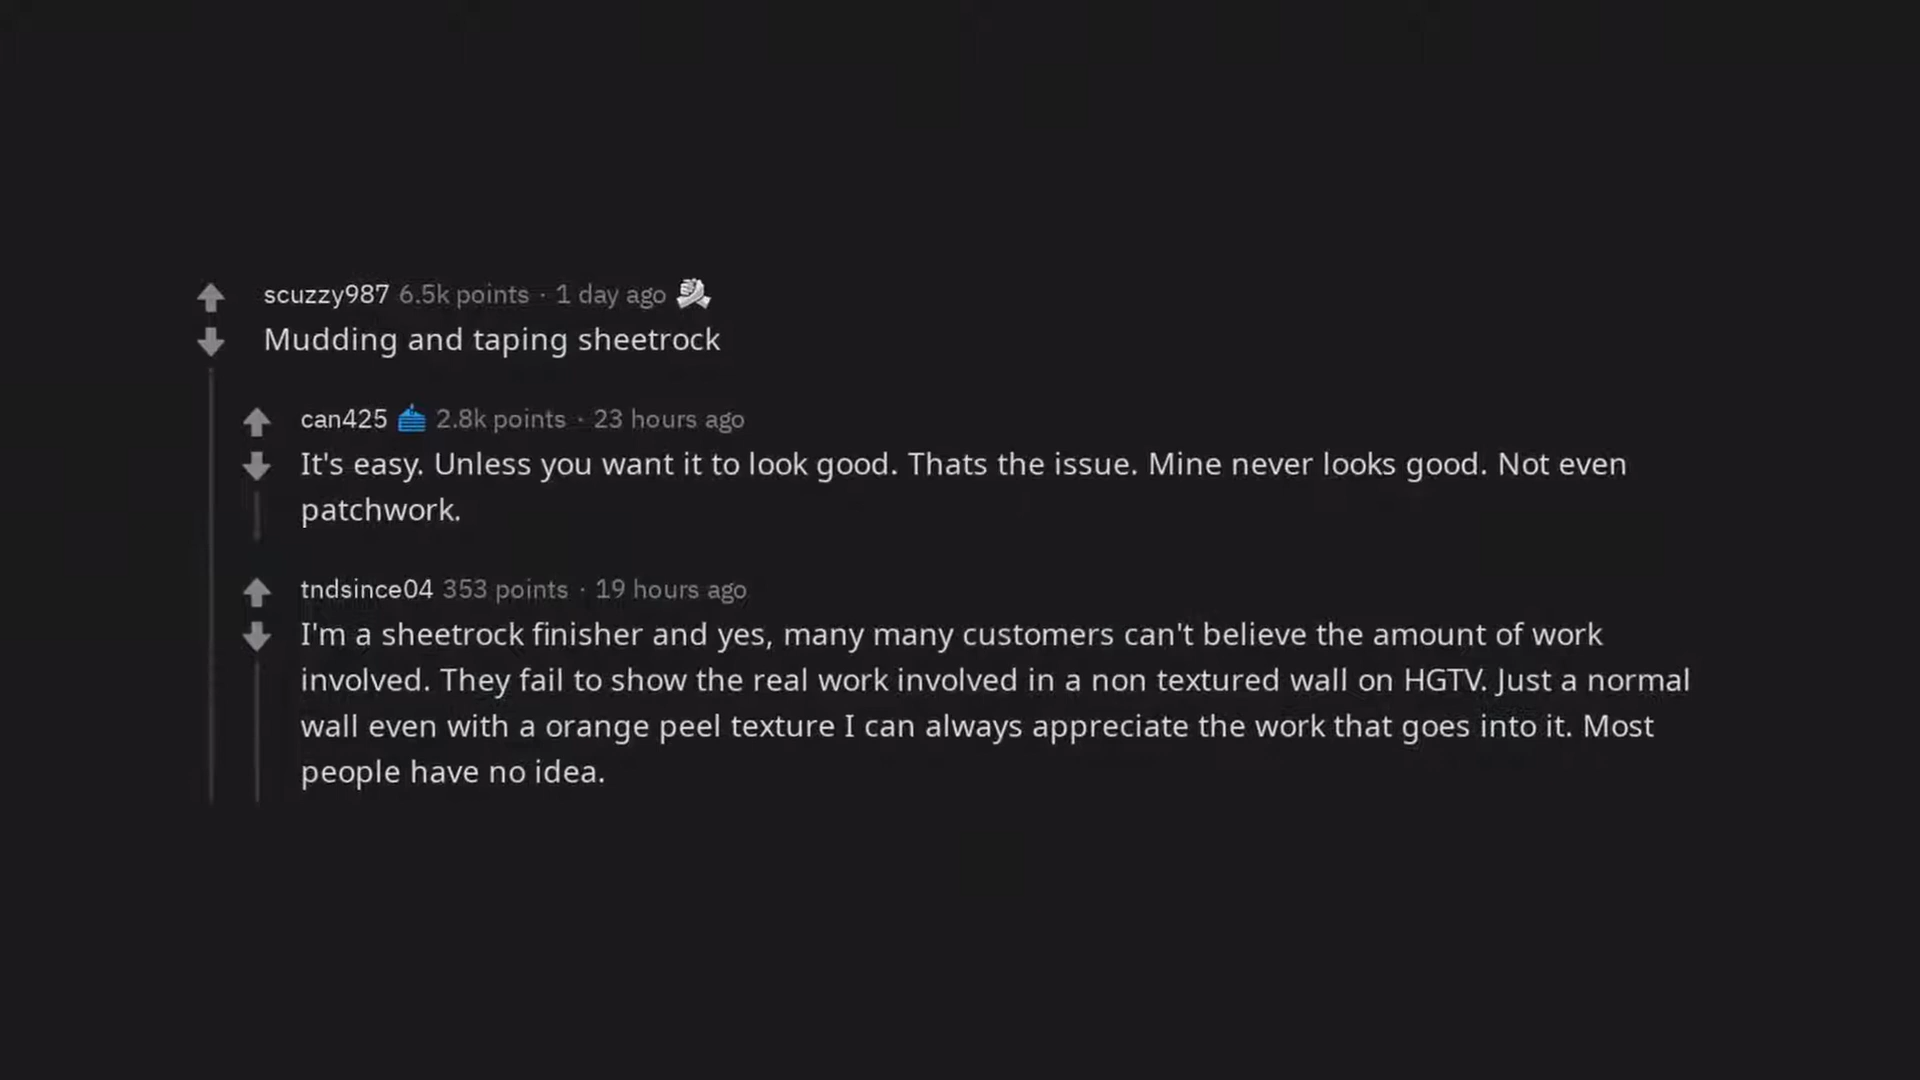 scuzzy987 6.5k points · 1 day ago
Mudding and taping sheetrock
can425 2.8k points · 23 hours ago
It's easy. Unless you want it to look good. Thats the issue. Mine never looks good. Not even
patchwork.
tndsince04 353 points · 19 hours ago
I'm a sheetrock finisher and yes, many many customers can't believe the amount of work
involved. They fail to show the real work involved in a non textured wall on HGTV. Just a normal
wall even with a orange peel texture I can always appreciate the work that goes into it. Most
people have no idea.